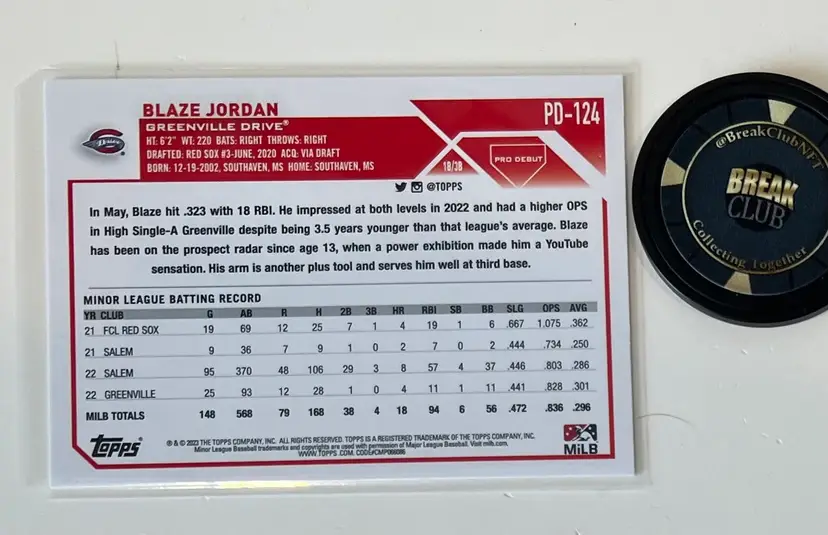 BLAZE JORDAN
PD-124
GREENVILLE DRIVE®
HT: 6'2" WT: 220 BATS: RIGHT THROWS: RIGHT
DRAFTED: RED SOX #3-JUNE, 2020 ACQ: VIA DRAFT
BORN: 12-19-2002, SOUTHAVEN, MS HOME: SOUTHAVEN, MS
1B/3B
PRO DEBUT
Drive
@TOPPS
In May, Blaze hit .323 with 18 RBI. He impressed at both levels in 2022 and had a higher OPS
in High Single-A Greenville despite being 3.5 years younger than that league's average. Blaze
has been on the prospect radar since age 13, when a power exhibition made him a YouTube
sensation. His arm is another plus tool and serves him well at third base.
MINOR LEAGUE BATTING RECORD
YR CLUB G AB R H 2B 3B HR RBI SB BB SLG OPS AVG
21 FCL RED SOX 19 69 12 25 7 1 4 19 1 6 .667 1.075 .362
21 SALEM 9 36 7 9 1 0 2 7 0 2 .444 .734 .250
22 SALEM 95 370 48 106 29 3 8 57 4 37 .446 .803 .286
22 GREENVILLE 25 93 12 28 1 0 4 11 1 11 .441 .828 .301
MiLB TOTALS 148 568 79 168 38 4 18 94 6 56 .472 .836 .296
Topps®
® & © 2023 THE TOPPS COMPANY, INC. ALL RIGHTS RESERVED. TOPPS IS A REGISTERED TRADEMARK OF THE TOPPS COMPANY, INC.
Minor League Baseball trademarks and copyrights are used with permission of Major League Baseball. Visit milb.com.
WWW.TOPPS.COM. CODE#CMP088086
MiLB
@BreakClubNFT
BREAK
CLUB
Collecting Together